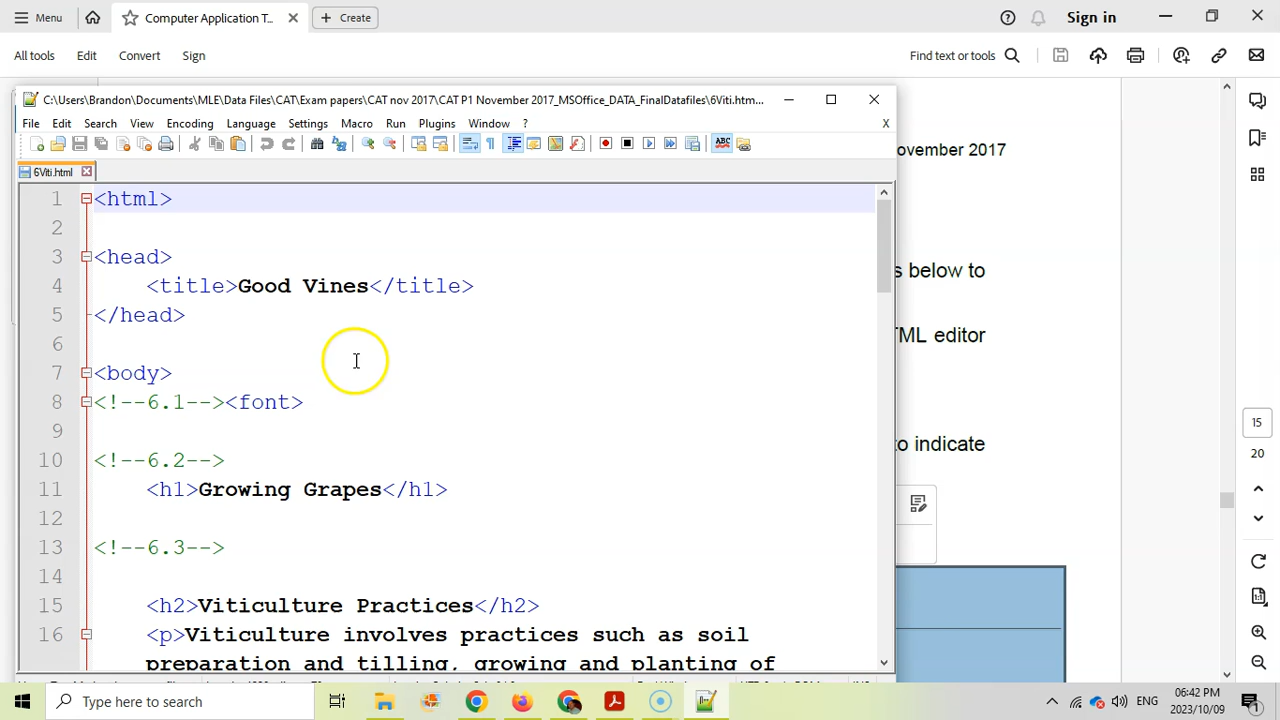 Menu
Computer Application T...
Create
Sign in
All tools
Edit
Convert
Sign
Find text or tools
C:\Users\Brandon\Documents\MLE\Data Files\CAT\Exam papers\CAT nov 2017\CAT P1 November 2017_MSOffice_DATA_FinalDatafiles\6Viti.htm...
File Edit Search View Encoding Language Settings Macro Run Plugins Window ? X
6Viti.html
1 <html>
2
3 <head>
4 <title>Good Vines</title>
5 </head>
6
7 <body>
8 <!--6.1--><font>
9
10 <!--6.2-->
11 <h1>Growing Grapes</h1>
12
13 <!--6.3-->
14
15 <h2>Viticulture Practices</h2>
16 <p>Viticulture involves practices such as soil
preparation and tilling, growing and planting of
ovember 2017
s below to
TML editor
to indicate
15
20
Type here to search
ENG
06:42 PM
2023/10/09